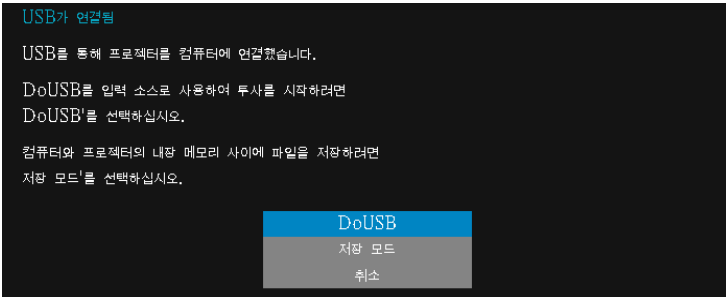 USB가 연결됨
USB를 통해 프로젝터를 컴퓨터에 연결했습니다.
DoUSB를 입력 소스로 사용하여 투사를 시작하려면
DoUSB'를 선택하십시오.
컴퓨터와 프로젝터의 내장 메모리 사이에 파일을 저장하려면
저장 모드'를 선택하십시오.
DoUSB
저장 모드
취소